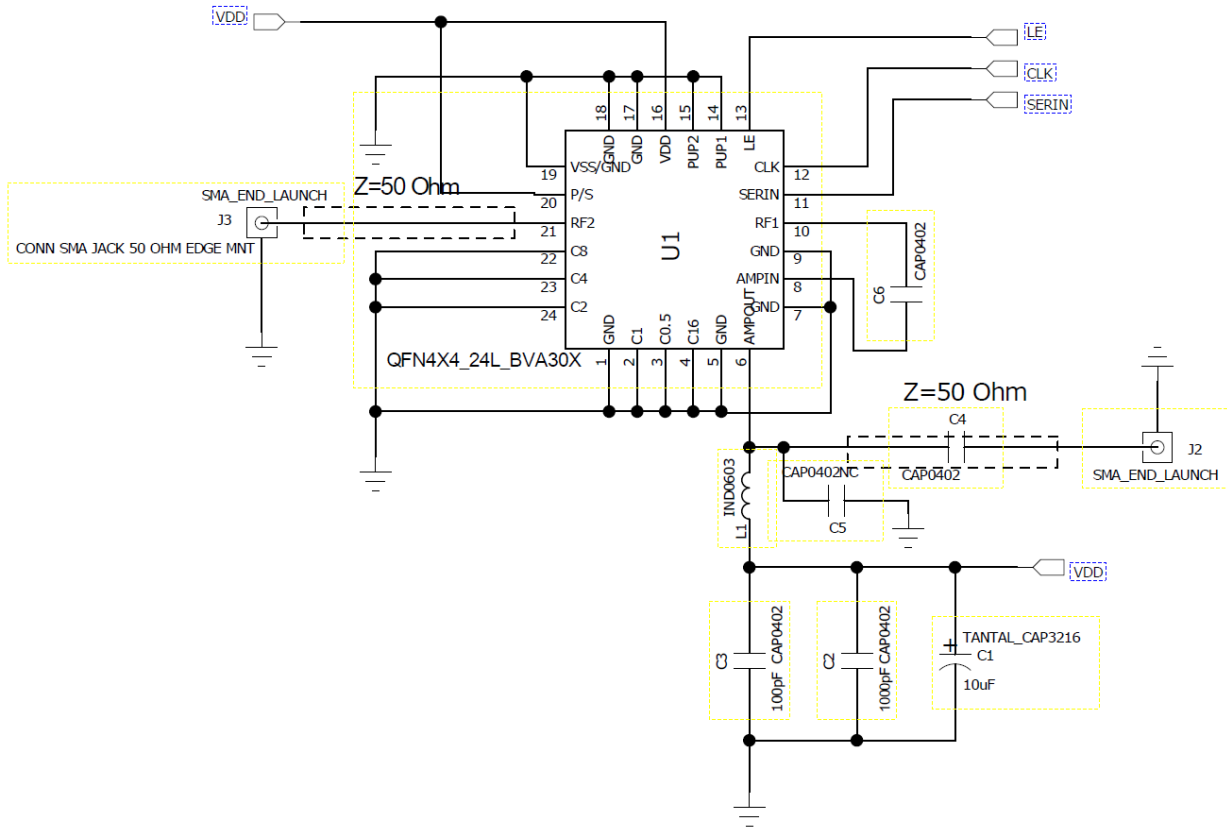 VDD
LE
CLK
SERIN
18
17
16
15
14
13
GND
GND
VDD
PUP2
PUP1
LE
19
VSS/GND
CLK
12
SMA_END_LAUNCH
Z=50 Ohm
20
P/S
SERIN
11
J3
21
RF2
RF1
10
CONN SMA JACK 50 OHM EDGE MNT
U1
22
C8
GND
9
23
C4
AMPIN
8
24
C2
GND
7
CAP0402
C6
GND
C1
C0.5
C16
GND
AMPOUT
QFN4X4_24L_BVA30X
1
2
3
4
5
6
Z=50 Ohm
C4
CAP0402
J2
SMA_END_LAUNCH
IND0603
L1
CAP0402NC
C5
VDD
C3
100pF CAP0402
C2
1000pF CAP0402
+
TANTAL_CAP3216
C1
10uF